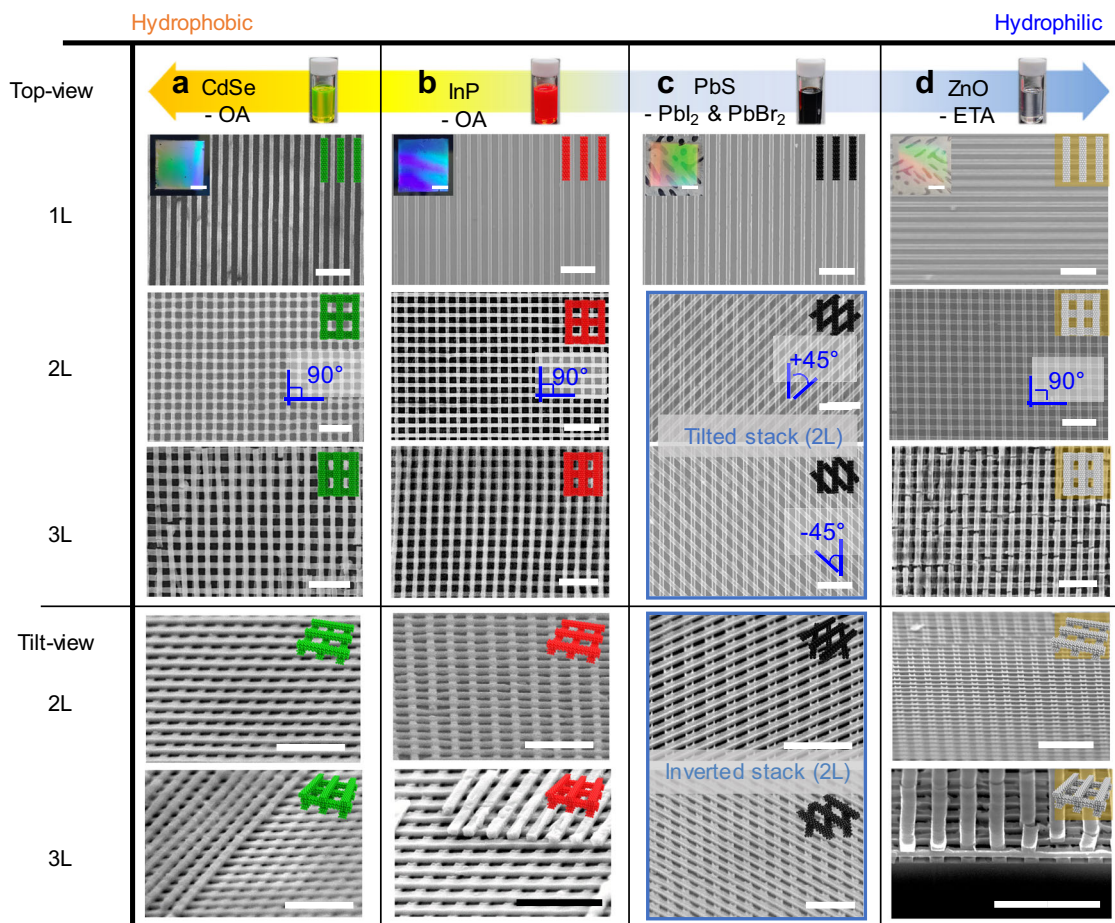 Hydrophobic
Hydrophilic
Top-view
a CdSe
- OA
b InP
- OA
c PbS
- PbI₂ & PbBr₂
d ZnO
- ETA
1L
2L
90°
90°
+45°
90°
Tilted stack (2L)
3L
-45°
Tilt-view
2L
Inverted stack (2L)
3L